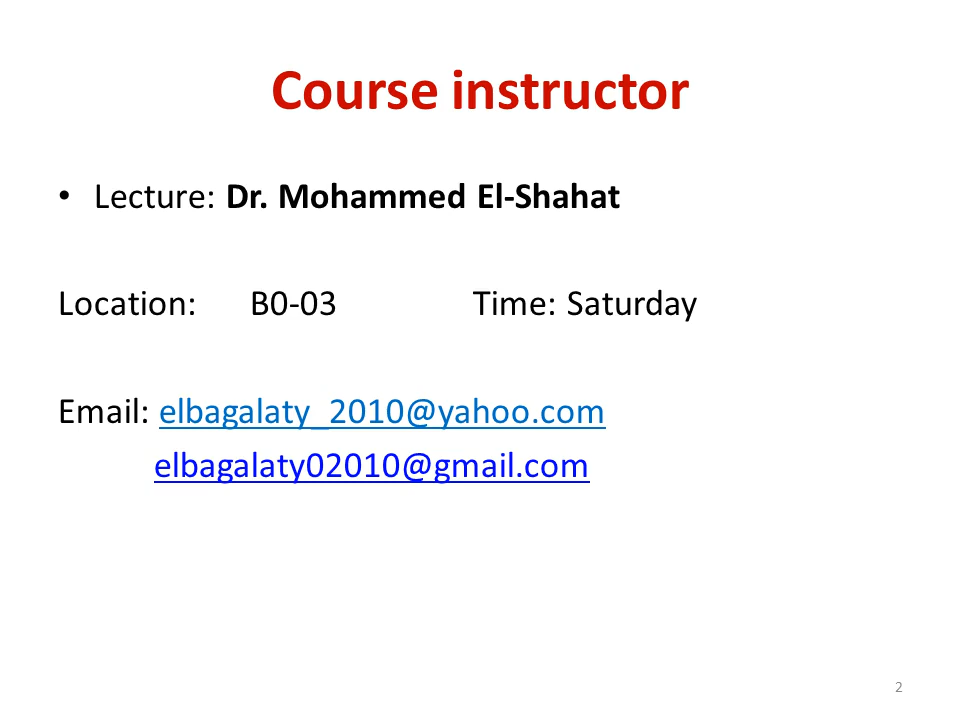 Course instructor
• Lecture: Dr. Mohammed El-Shahat
Location: B0-03 Time: Saturday
Email: elbagalaty_2010@yahoo.com
elbagalaty02010@gmail.com
2